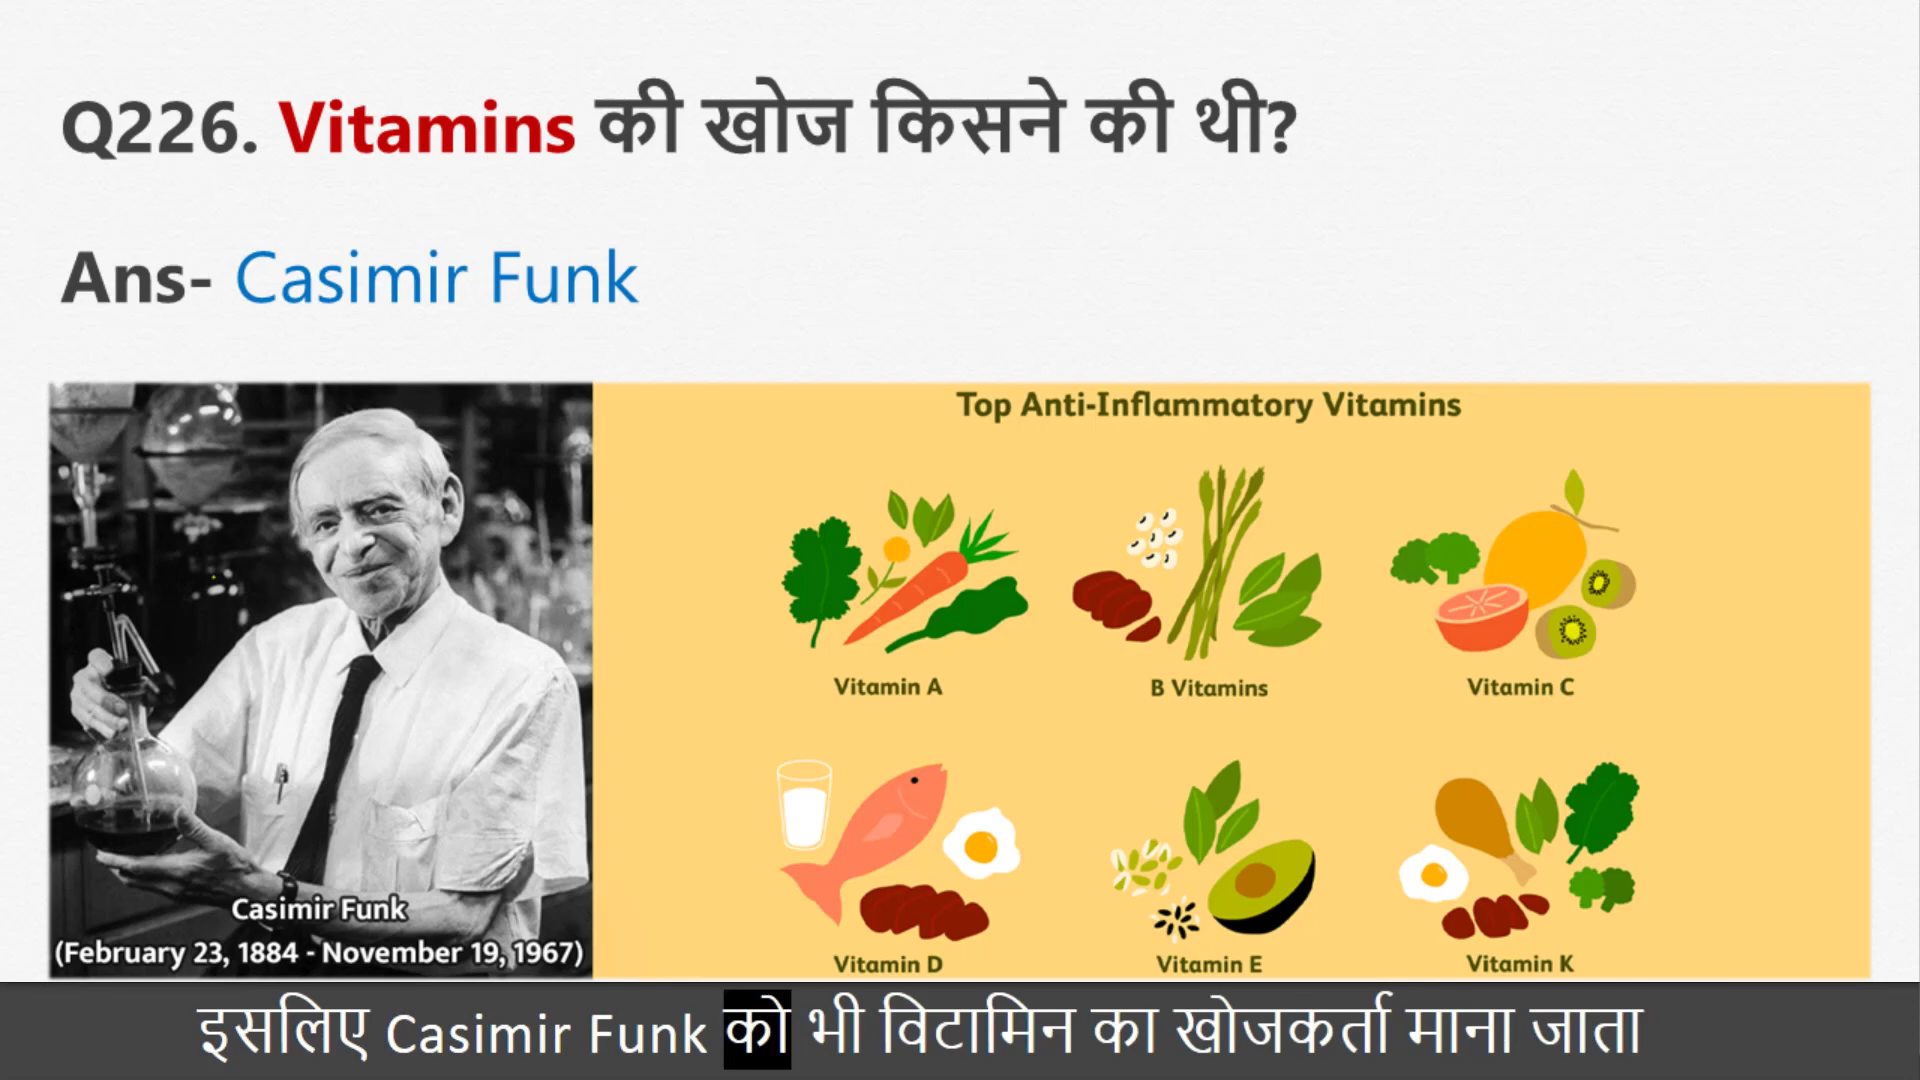 Q226. Vitamins की खोज किसने की थी?
Ans- Casimir Funk
Casimir Funk
(February 23, 1884 - November 19, 1967)
Top Anti-Inflammatory Vitamins
Vitamin A
B Vitamins
Vitamin C
Vitamin D
Vitamin E
Vitamin K
इसलिए Casimir Funk को भी विटामिन का खोजकर्ता माना जाता